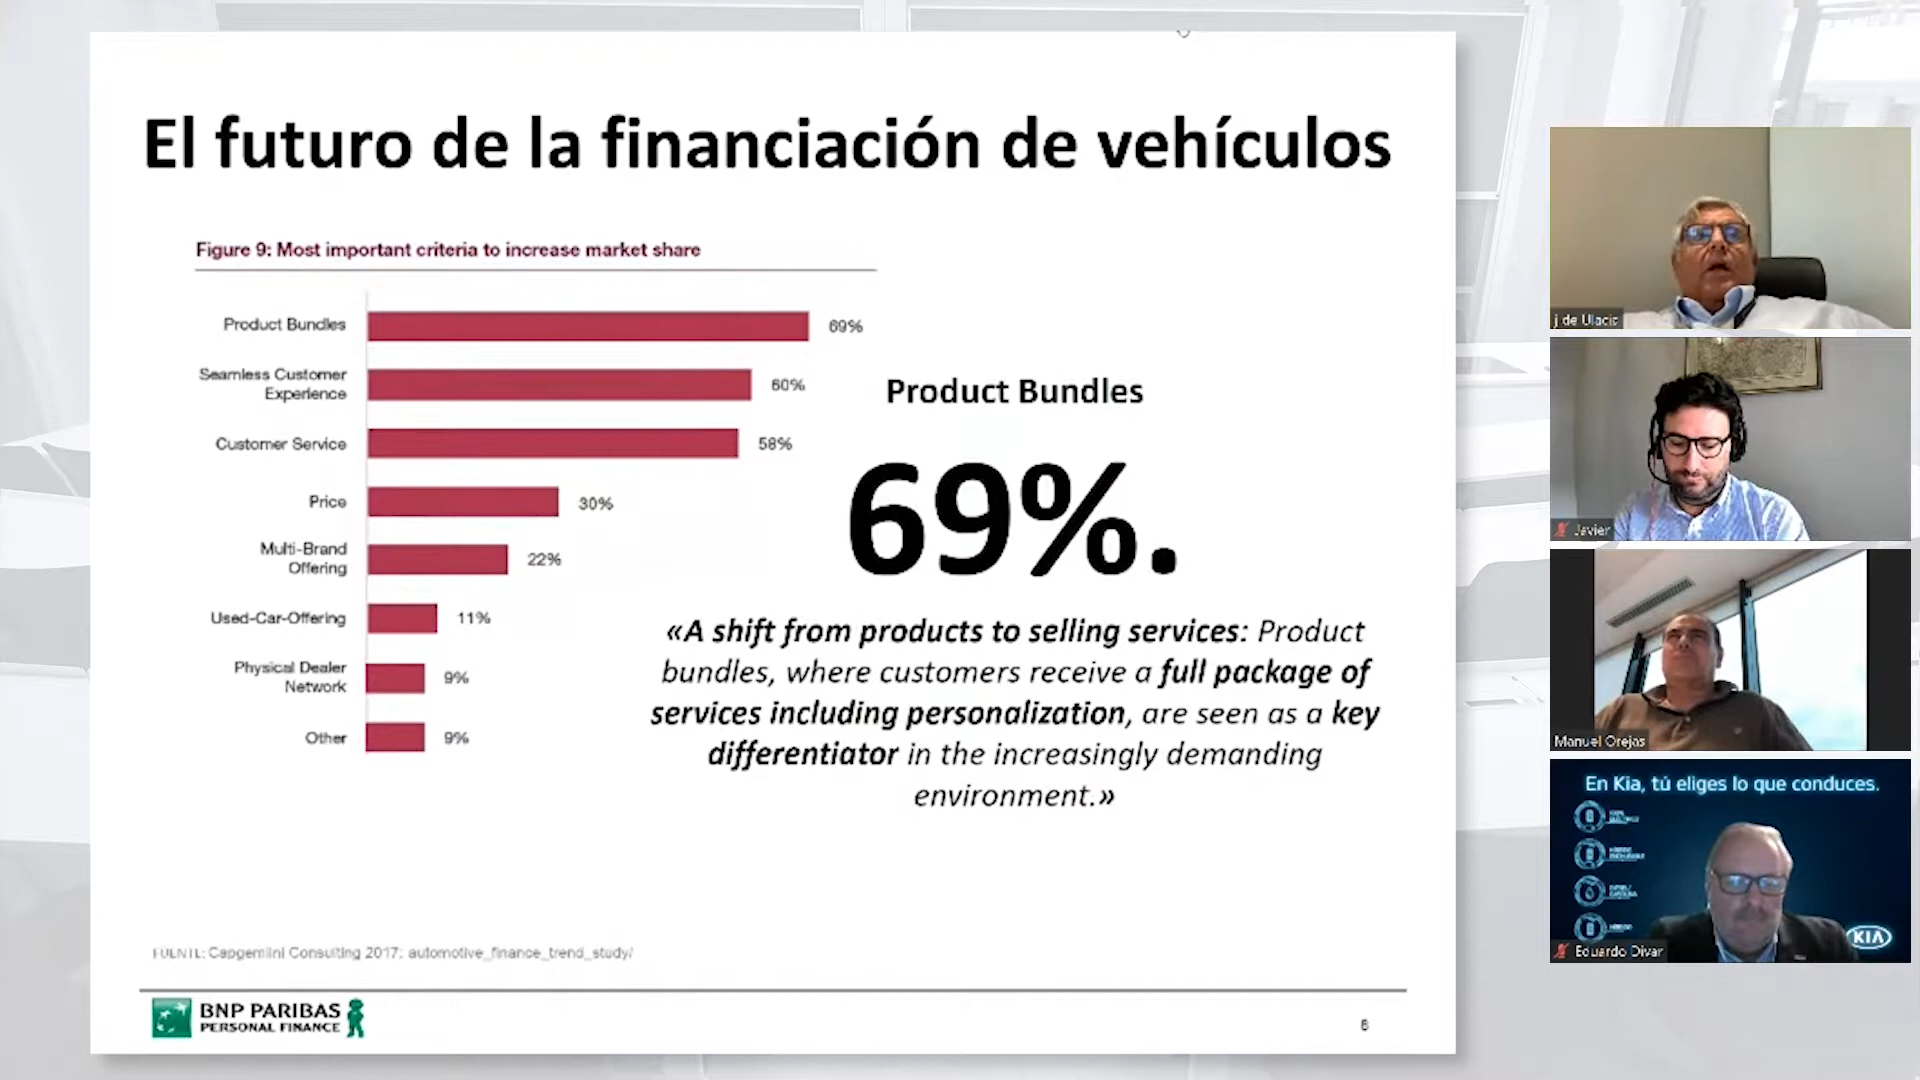 El futuro de la financiación de vehículos
Figure 9: Most important criteria to increase market share
Product Bundles
69%
Seamless Customer
Experience
60%
Customer Service
58%
Price
30%
Multi-Brand
Offering
22%
Used-Car-Offering
11%
Physical Dealer
Network
9%
Other
9%
Product Bundles
69%.
«A shift from products to selling services: Product
bundles, where customers receive a full package of
services including personalization, are seen as a key
differentiator in the increasingly demanding
environment.»
FUENTE: Capgemini Consulting 2017: automotive_finance_trend_study/
BNP PARIBAS
PERSONAL FINANCE
j de Ulacic
Javier
Manuel Orejas
En Kia, tú eliges lo que conduces.
KIA
Eduardo Divar